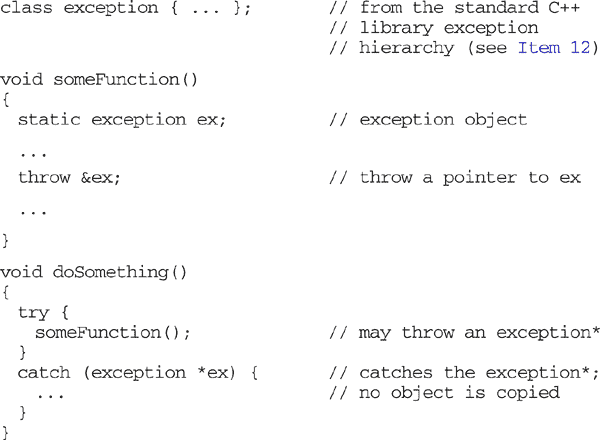 class exception { ... };          // from the standard C++
                                  // library exception
                                  // hierarchy (see Item 12)
void someFunction()
{
  static exception ex;            // exception object
  ...
  throw &ex;                      // throw a pointer to ex
  ...
}
void doSomething()
{
  try {
    someFunction();               // may throw an exception*
  }
  catch (exception *ex) {         // catches the exception*;
    ...                           // no object is copied
  }
}